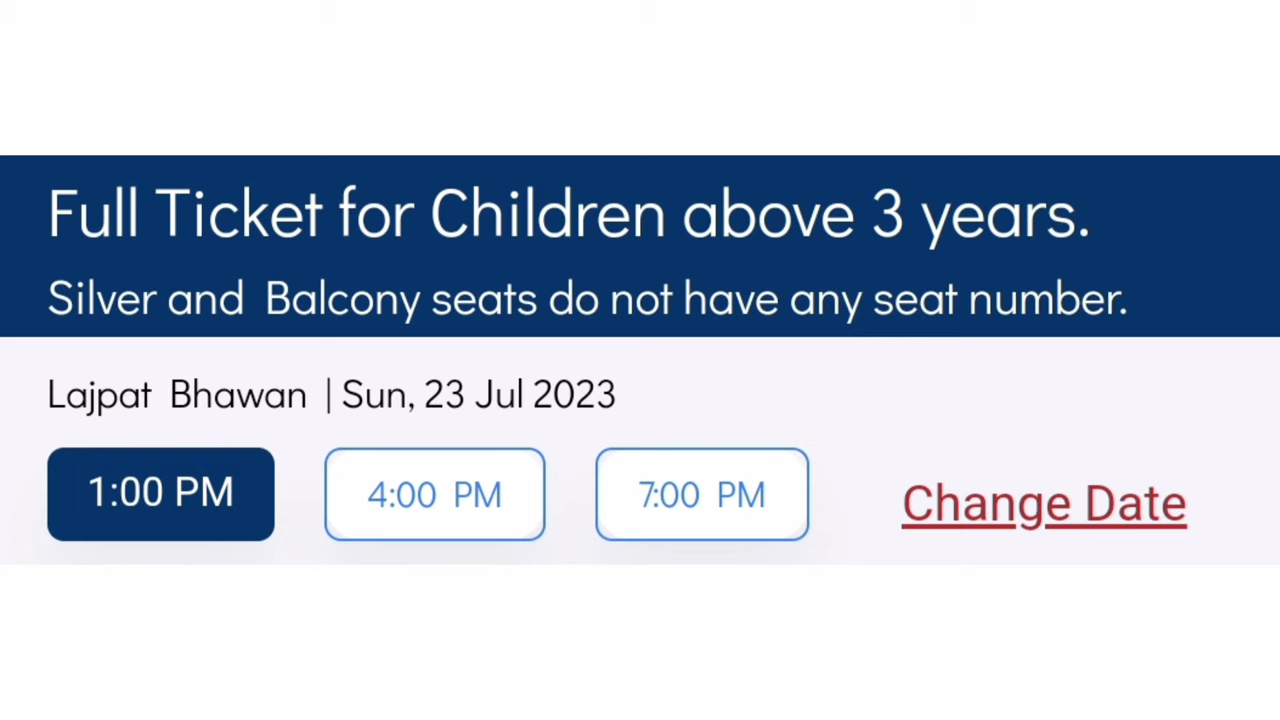 Full Ticket for Children above 3 years.
Silver and Balcony seats do not have any seat number.
Lajpat Bhawan | Sun, 23 Jul 2023
1:00 PM 4:00 PM 7:00 PM Change Date